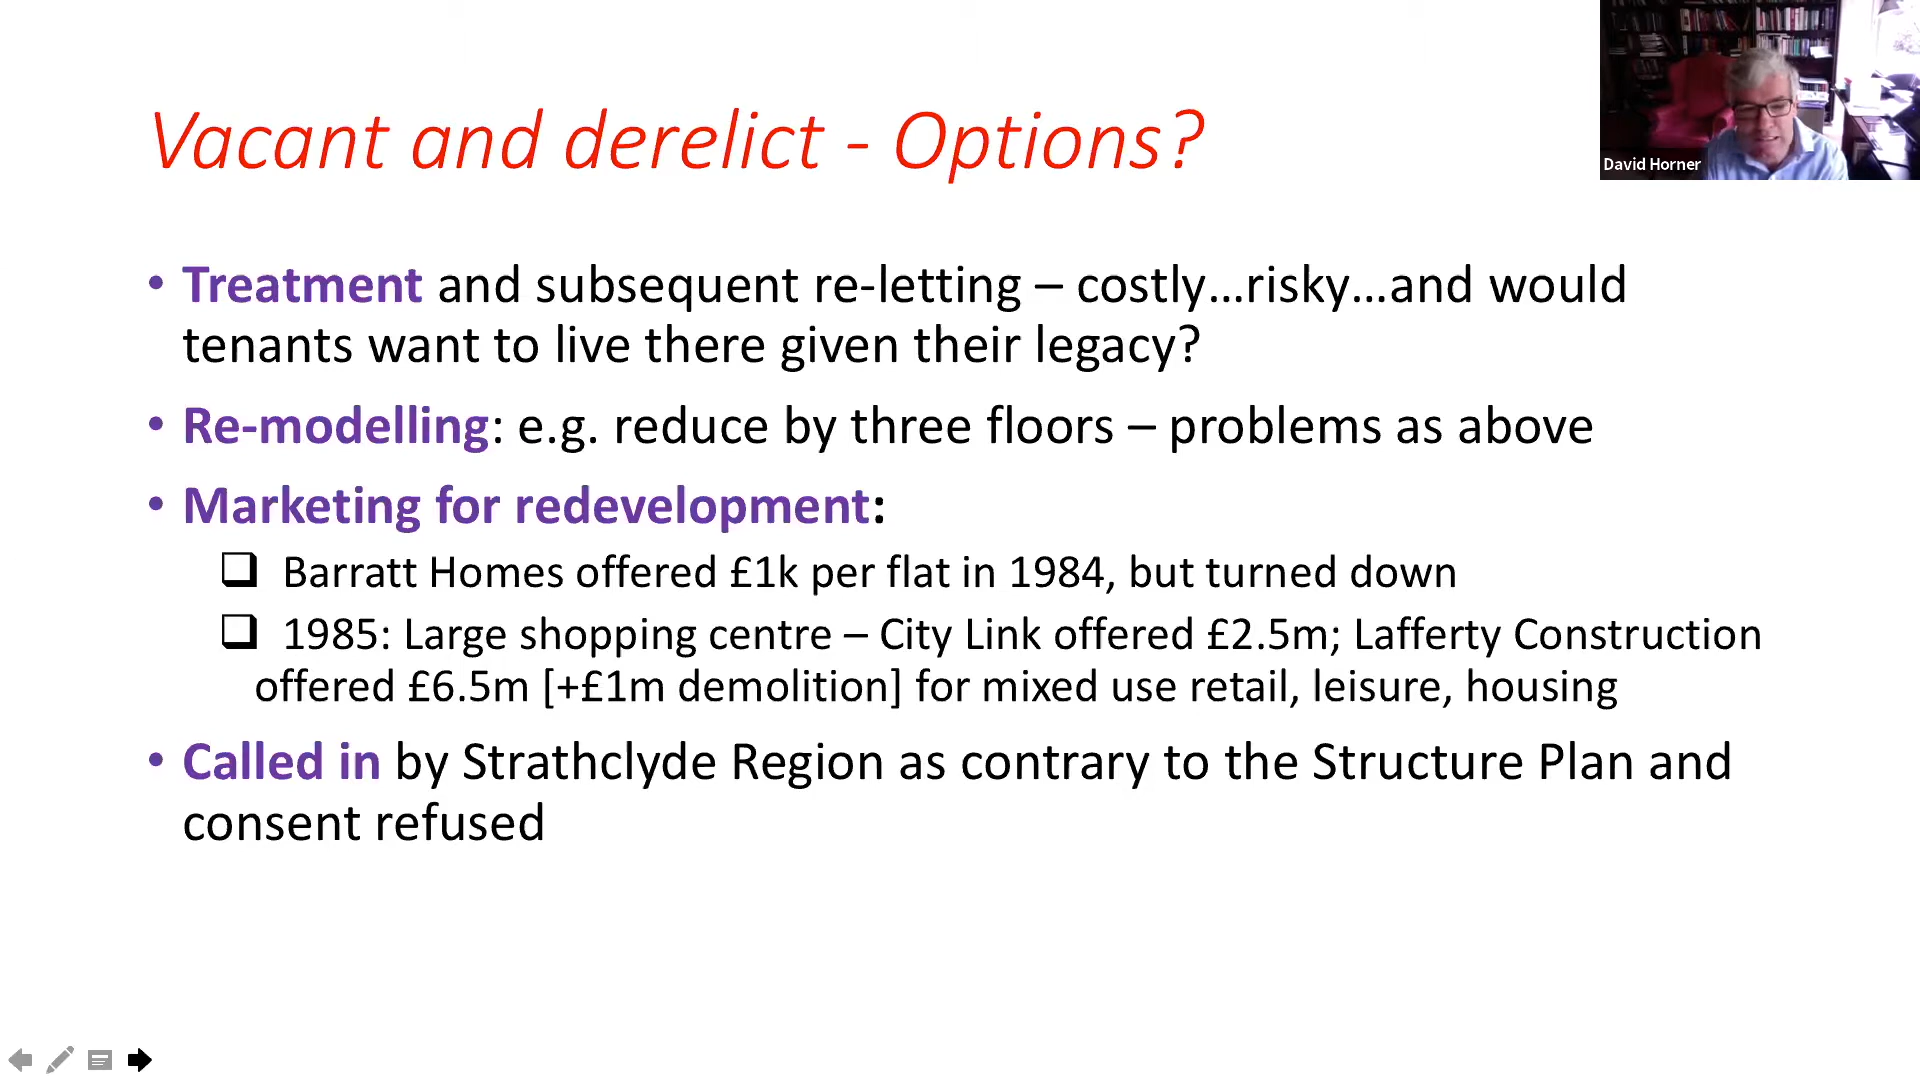 Vacant and derelict - Options?
David Horner
• Treatment and subsequent re-letting – costly...risky...and would
tenants want to live there given their legacy?
• Re-modelling: e.g. reduce by three floors – problems as above
• Marketing for redevelopment:
❑ Barratt Homes offered £1k per flat in 1984, but turned down
❑ 1985: Large shopping centre – City Link offered £2.5m; Lafferty Construction
offered £6.5m [+£1m demolition] for mixed use retail, leisure, housing
• Called in by Strathclyde Region as contrary to the Structure Plan and
consent refused